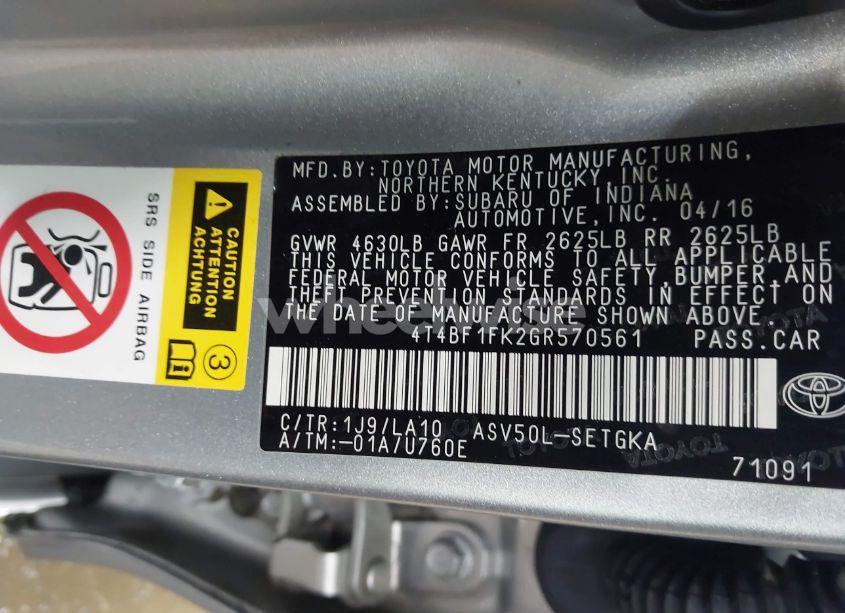 SRS SIDE AIRBAG
CAUTION
ATTENTION
ACHTUNG
3
MFD.BY:TOYOTA MOTOR MANUFACTURING,
NORTHERN KENTUCKY, INC.
ASSEMBLED BY:SUBARU OF INDIANA
AUTOMOTIVE,INC. 04/16
GVWR 4630LB GAWR FR 2625LB RR 2625LB
THIS VEHICLE CONFORMS TO ALL APPLICABLE
FEDERAL MOTOR VEHICLE SAFETY,BUMPER,AND
THEFT PREVENTION STANDARDS IN EFFECT ON
THE DATE OF MANUFACTURE SHOWN ABOVE.
4T4BF1FK2GR570561 PASS.CAR
C/TR:1J9/LA10 ASV50L-SETGKA
A/TM:-01A/U760E
71091
TOYOTA